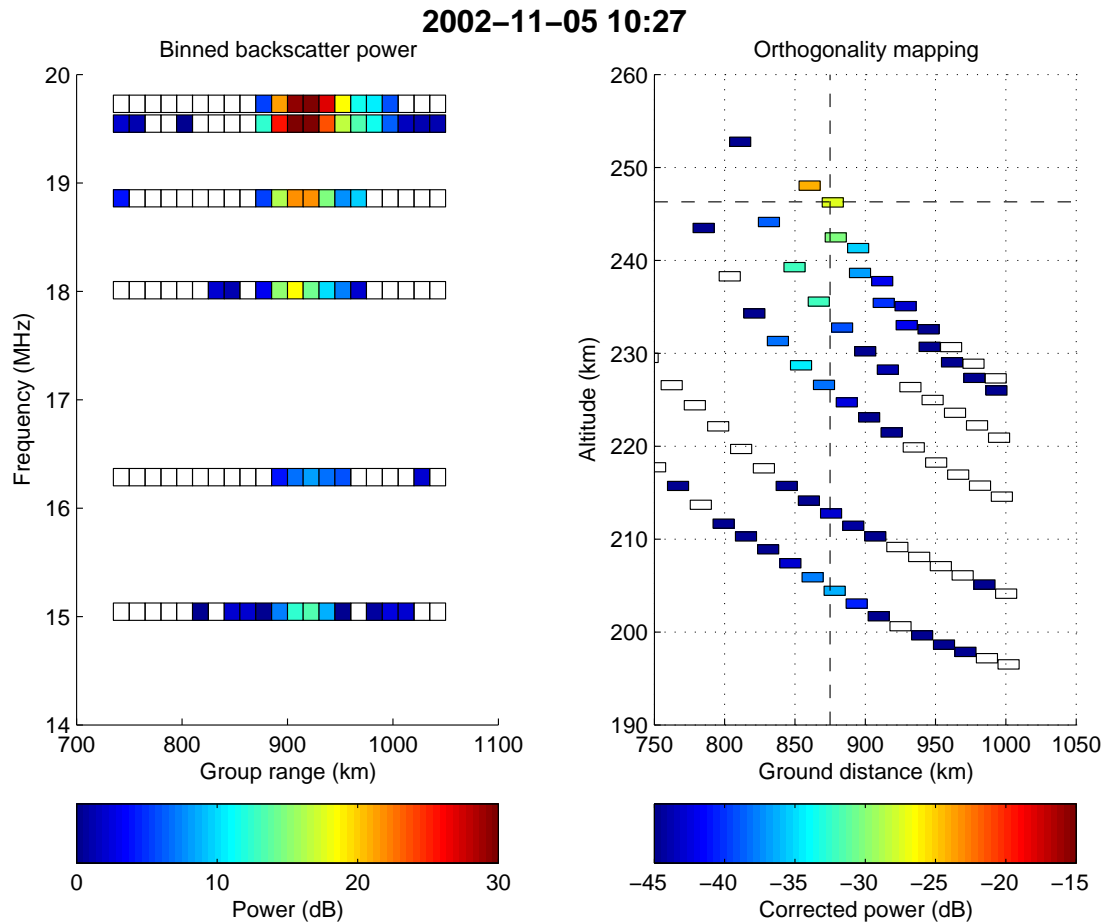 2002−11−05 10:27
Binned backscatter power
20
19
18
17
16
15
14
Frequency (MHz)
700 800 900 1000 1100
Group range (km)
0 10 20 30
Power (dB)
Orthogonality mapping
260
250
240
230
220
210
200
190
Altitude (km)
750 800 850 900 950 1000 1050
Ground distance (km)
−45 −40 −35 −30 −25 −20 −15
Corrected power (dB)